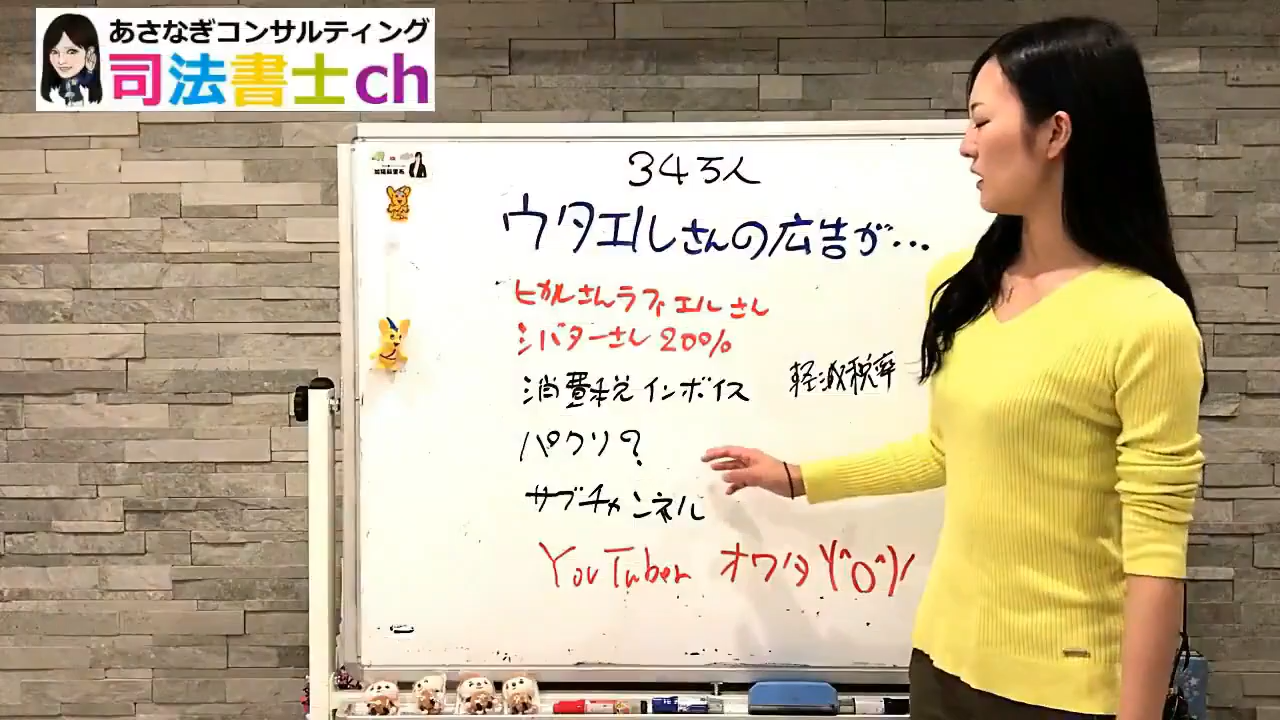 あさなぎコンサルティング
司法書士ch
345人
ウタエルさんの広告が…
ヒカルさんラファエルさん
シバターさん200%
消費税インボイス 軽減税率
パクリ?
サブチャンネル
YouTuber オワタ\(^O^)/